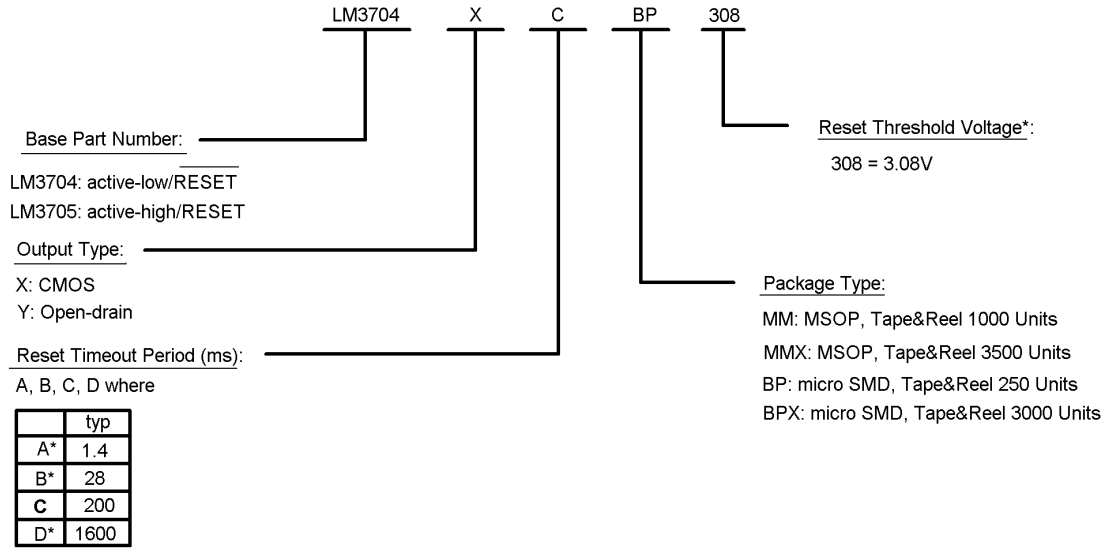 LM3704 X C BP 308
Base Part Number:
LM3704: active-low/RESET
LM3705: active-high/RESET
Output Type:
X: CMOS
Y: Open-drain
Reset Timeout Period (ms):
A, B, C, D where
typ
A* 1.4
B* 28
C 200
D* 1600
Reset Threshold Voltage*:
308 = 3.08V
Package Type:
MM: MSOP, Tape&Reel 1000 Units
MMX: MSOP, Tape&Reel 3500 Units
BP: micro SMD, Tape&Reel 250 Units
BPX: micro SMD, Tape&Reel 3000 Units